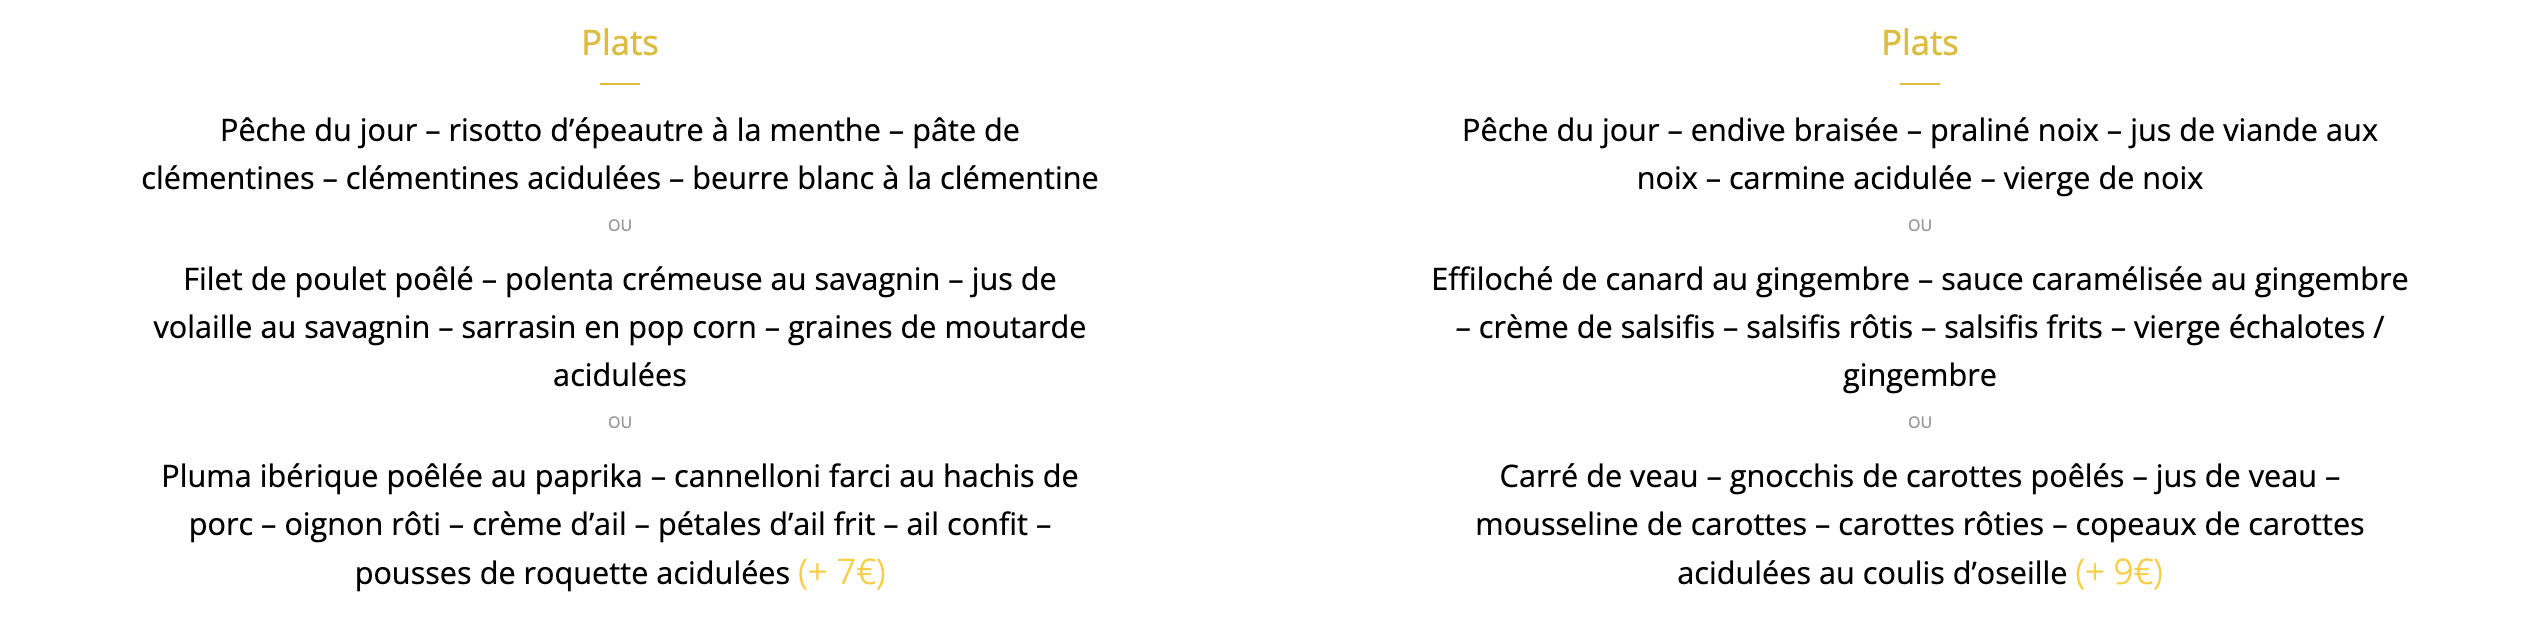 Plats
Pêche du jour – risotto d’épeautre à la menthe – pâte de
clémentines – clémentines acidulées – beurre blanc à la clémentine
OU
Filet de poulet poêlé – polenta crémeuse au savagnin – jus de
volaille au savagnin – sarrasin en pop corn – graines de moutarde
acidulées
OU
Pluma ibérique poêlée au paprika – cannelloni farci au hachis de
porc – oignon rôti – crème d’ail – pétales d’ail frit – ail confit –
pousses de roquette acidulées (+ 7€)
Plats
Pêche du jour – endive braisée – praliné noix – jus de viande aux
noix – carmine acidulée – vierge de noix
OU
Effiloché de canard au gingembre – sauce caramélisée au gingembre
– crème de salsifis – salsifis rôtis – salsifis frits – vierge échalotes /
gingembre
OU
Carré de veau – gnocchis de carottes poêlés – jus de veau –
mousseline de carottes – carottes rôties – copeaux de carottes
acidulées au coulis d’oseille (+ 9€)